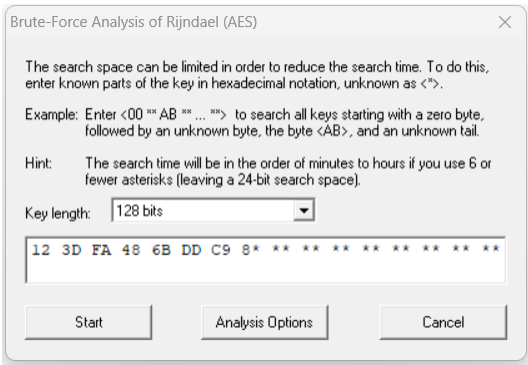 Brute-Force Analysis of Rijndael (AES)
The search space can be limited in order to reduce the search time. To do this,
enter known parts of the key in hexadecimal notation, unknown as <*>.
Example: Enter <00 ** AB ** ... **> to search all keys starting with a zero byte,
followed by an unknown byte, the byte <AB>, and an unknown tail.
Hint: The search time will be in the order of minutes to hours if you use 6 or
fewer asterisks (leaving a 24-bit search space).
Key length: 128 bits
12 3D FA 48 6B DD C9 8* ** ** ** ** ** ** ** **
Start Analysis Options Cancel